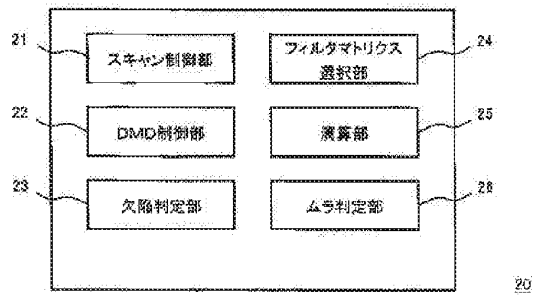 21
スキャン制御部
フィルタマトリクス
選択部
24
22
DMD制御部
演算部
25
23
欠陥判定部
ムラ判定部
26
20